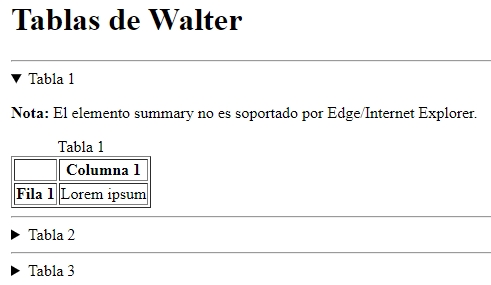 Tablas de Walter
Tabla 1
Nota: El elemento summary no es soportado por Edge/Internet Explorer.
Tabla 1
Columna 1
Fila 1 Lorem ipsum
Tabla 2
Tabla 3